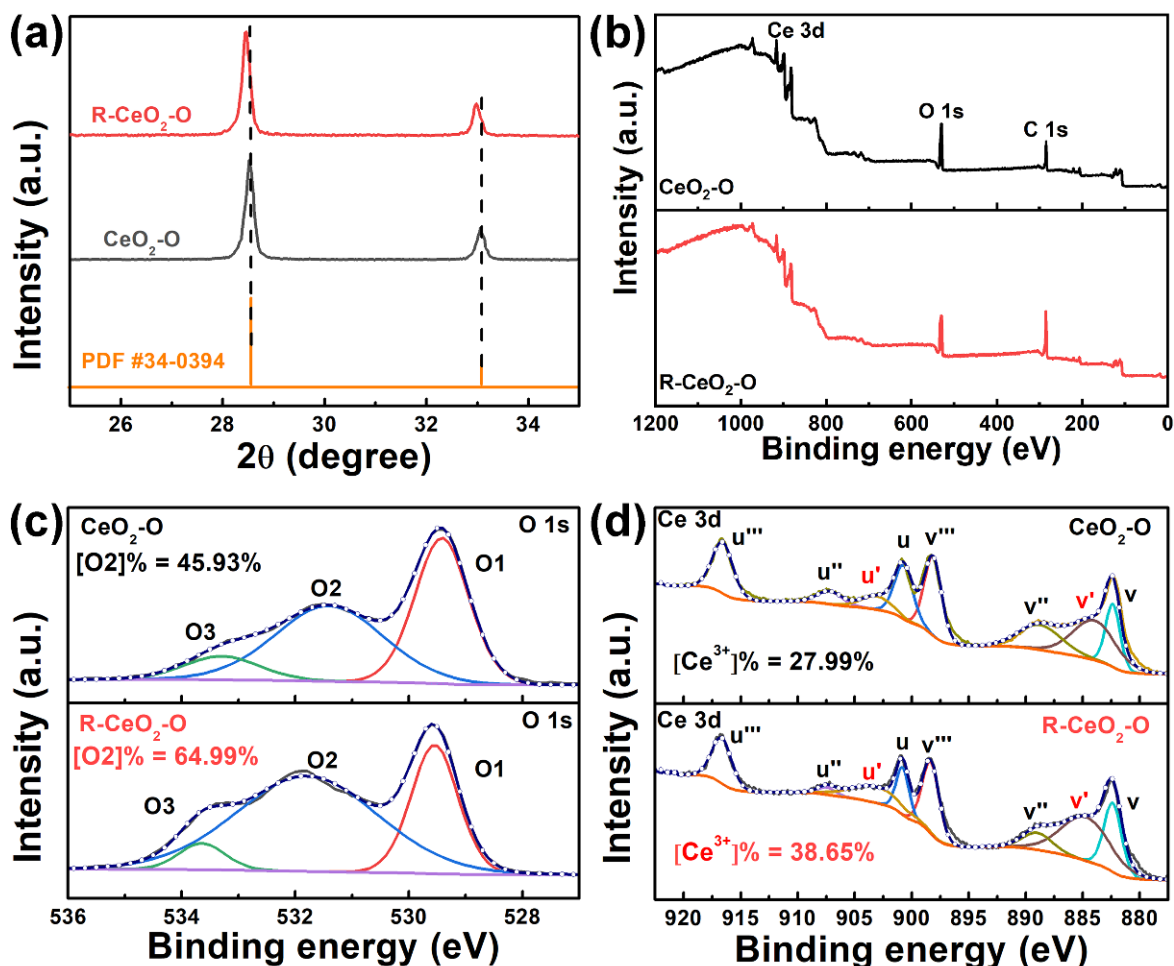 (a)
R-CeO₂-O
CeO₂-O
PDF #34-0394
Intensity (a.u.)
26 28 30 32 34
2θ (degree)
(b)
Ce 3d
O 1s
C 1s
CeO₂-O
R-CeO₂-O
Intensity (a.u.)
1200 1000 800 600 400 200 0
Binding energy (eV)
(c)
CeO₂-O
[O2]% = 45.93%
O 1s
O1
O2
O3
Intensity (a.u.)
R-CeO₂-O
[O2]% = 64.99%
O 1s
O1
O2
O3
Intensity (a.u.)
536 534 532 530 528
Binding energy (eV)
(d)
Ce 3d
CeO₂-O
u''' u'' u' u v''' v'' v' v
[Ce³⁺]% = 27.99%
Intensity (a.u.)
Ce 3d
R-CeO₂-O
u''' u'' u' u v''' v'' v' v
[Ce³⁺]% = 38.65%
Intensity (a.u.)
920 915 910 905 900 895 890 885 880
Binding energy (eV)